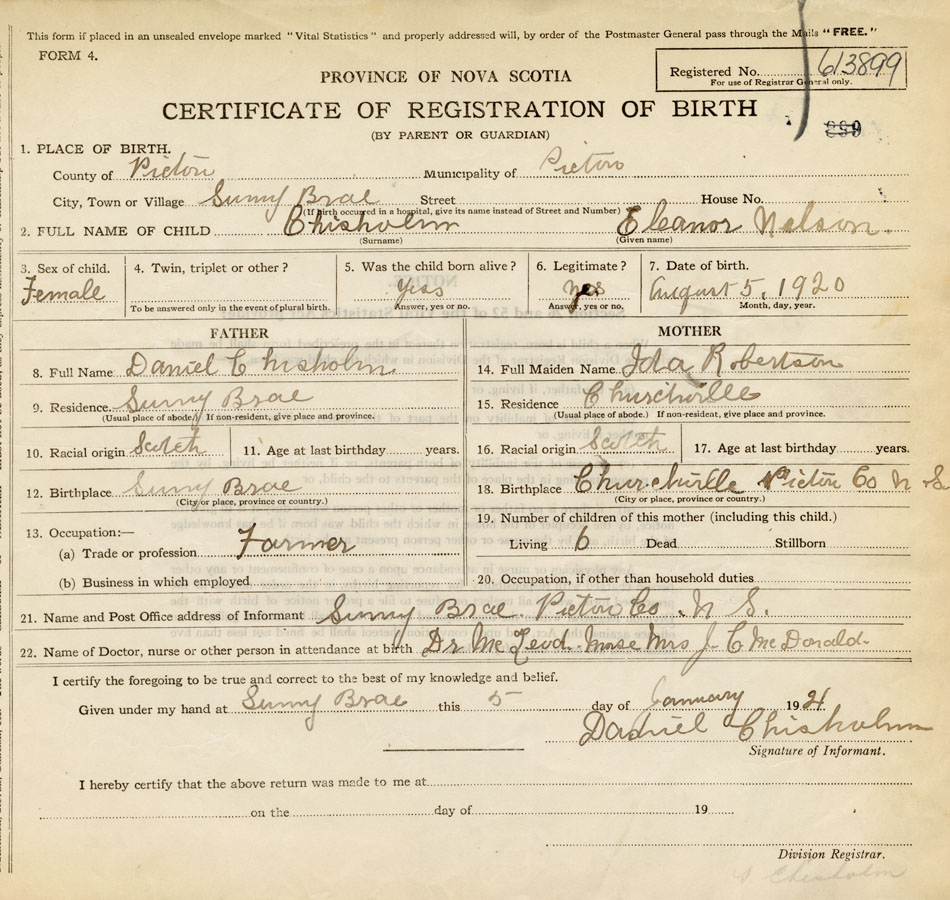 This form if placed in an unsealed envelope marked "Vital Statistics" and properly addressed will, by order of the Postmaster General pass through the Mails "FREE."
FORM 4.
Registered No. 613899
For use of Registrar General only.
PROVINCE OF NOVA SCOTIA
CERTIFICATE OF REGISTRATION OF BIRTH
(BY PARENT OR GUARDIAN)
1. PLACE OF BIRTH.
County of Pictou Municipality of Pictou
City, Town or Village Sunny Brae Street House No.
(If birth occurred in a hospital, give its name instead of Street and Number)
2. FULL NAME OF CHILD Chisholm Eleanor Nelson.
(Surname) (Given name)
3. Sex of child. 4. Twin, triplet or other? 5. Was the child born alive? 6. Legitimate? 7. Date of birth.
Female yes yes August 5, 1920
To be answered only in the event of plural birth. Answer, yes or no. Answer, yes or no. Month, day, year.
FATHER
8. Full Name Daniel Chisholm
9. Residence. Sunny Brae
(Usual place of abode.) If non-resident, give place and province.
10. Racial origin Scotch 11. Age at last birthday years.
12. Birthplace Sunny Brae
(City or place, province or country.)
13. Occupation:—
(a) Trade or profession Farmer
(b) Business in which employed
MOTHER
14. Full Maiden Name Ida Robertson
15. Residence Churchville
(Usual place of abode.) If non-resident, give place and province.
16. Racial origin Scotch 17. Age at last birthday years.
18. Birthplace Churchville Pictou Co N S
(City or place, province or country.)
19. Number of children of this mother (including this child.)
Living 6 Dead Stillborn
20. Occupation, if other than household duties
21. Name and Post Office address of Informant Sunny Brae Pictou Co. N S.
22. Name of Doctor, nurse or other person in attendance at birth Dr Mc Nurse Mrs J. C McDonald
I certify the foregoing to be true and correct to the best of my knowledge and belief.
Given under my hand at Sunny Brae this 5 day of January 1921
Daniel Chisholm
Signature of Informant.
I hereby certify that the above return was made to me at
on the day of 19
Division Registrar.
Chisholm